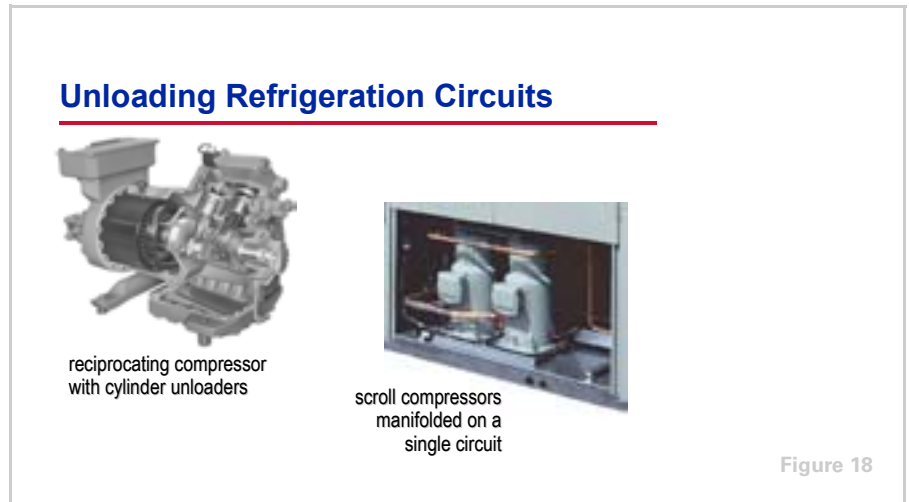 Unloading Refrigeration Circuits
reciprocating compressor
with cylinder unloaders
scroll compressors
manifolded on a
single circuit
Figure 18